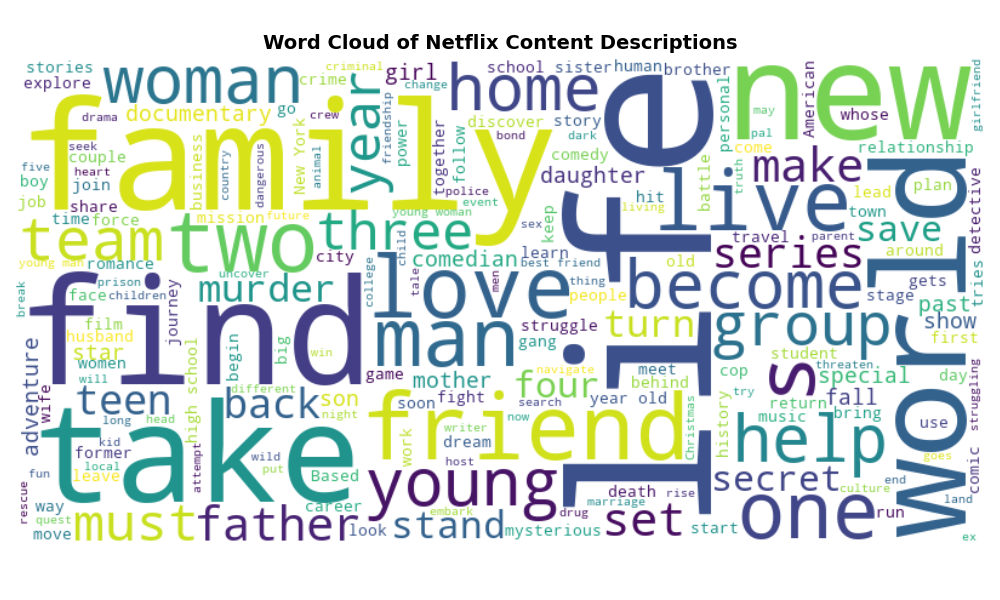 Word Cloud of Netflix Content Descriptions
family
find
life
take
world
new
friend
love
two
one
woman
home
live
young
man
become
help
group
must
father
team
three
year
back
teen
murder
stand
set
secret
series
make
save
turn
four
s
stories
explore
documentary
crime
criminal
girl
change
school
sister
human
brother
drama
go
crew
friendship
power
discover
story
bond
dark
comedy
daughter
personal
may
pal
American
whose
girlfriend
come
relationship
seek
couple
five
heart
boy
join
job
share
time
force
business
country
dangerous
New York
animal
mission
future
together
follow
police
event
young woman
sex
keep
hit
living
battle
truth
lead
plan
town
travel
parent
around
detective
tries
young man
romance
city
uncover
prison
face
children
break
journey
college
child
tale
comedian
men
learn
best friend
old
thing
people
stage
gets
past
show
first
film
husband
star
women
will
adventure
wife
long
head
kid
former
local
fun
leave
high school
begin
big
win
different
son
night
game
mother
soon
fight
struggle
gang
navigate
meet
behind
year old
cop
student
threaten
special
day
fall
struggling
try
return
music
bring
history
Christmas
use
goes
comic
culture
end
land
run
ex
start
rescue
quest
way
move
attempt
wild
put
Based
career
look
work
writer
dream
search
now
host
embark
mysterious
drug
marriage
death
rise